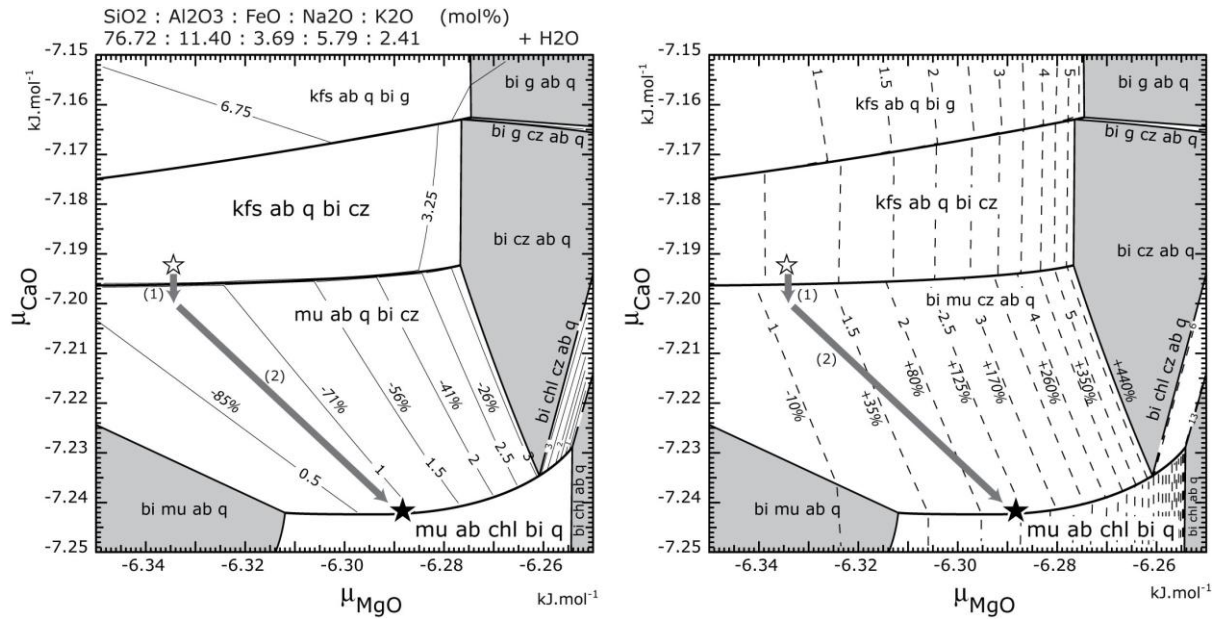 SiO2 : Al2O3 : FeO : Na2O : K2O (mol%)
76.72 : 11.40 : 3.69 : 5.79 : 2.41 + H2O
-7.15
-7.16
-7.17
-7.18
-7.19
-7.20
-7.21
-7.22
-7.23
-7.24
-7.25
kJ.mol-1
μCaO
kfs ab q bi g
6.75
bi g ab q
bi g cz ab q
kfs ab q bi cz
3.25
bi cz ab q
(1)
mu ab q bi cz
(2)
-85%
-71%
-56%
-41%
-26%
bi chl cz ab q
0.5
1
1.5
2
2.5
3
3
2
1
bi mu ab q
mu ab chl bi q
bi chl ab q
-6.34
-6.32
-6.30
-6.28
-6.26
μMgO
kJ.mol-1
-7.15
-7.16
-7.17
-7.18
-7.19
-7.20
-7.21
-7.22
-7.23
-7.24
-7.25
kJ.mol-1
μCaO
1
1.5
2
3
4
5
kfs ab q bi g
bi g ab q
bi g cz ab q
kfs ab q bi cz
bi cz ab q
(1)
bi mu cz ab q
1
1.5
2
2.5
3
4
5
(2)
-10%
+35%
+80%
+125%
+170%
+260%
+350%
+440%
bi chl cz ab q
6
13
bi mu ab q
mu ab chl bi q
bi chl ab q
-6.34
-6.32
-6.30
-6.28
-6.26
μMgO
kJ.mol-1